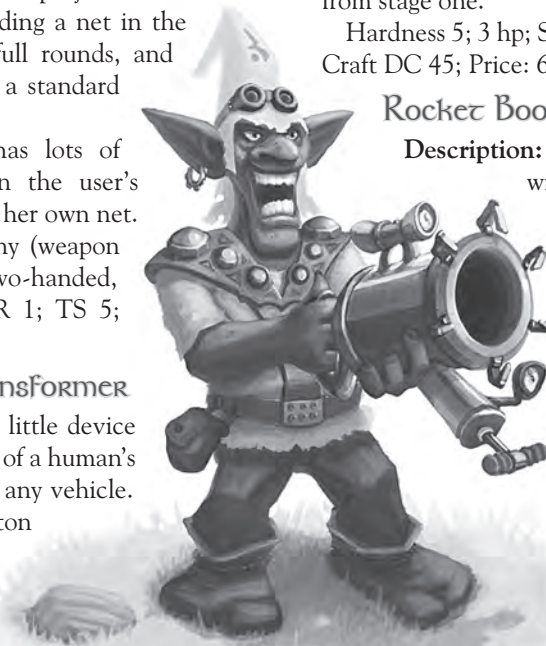 ding a net in the
full rounds, and
a standard
has lots of
n the user's
her own net.
ny (weapon
wo-handed,
R 1; TS 5;
nsformer
little device
of a human's
any vehicle.
ton
from stage one.
Hardness 5; 3 hp; S
Craft DC 45; Price: 6
Rocket Boo
Description:
w